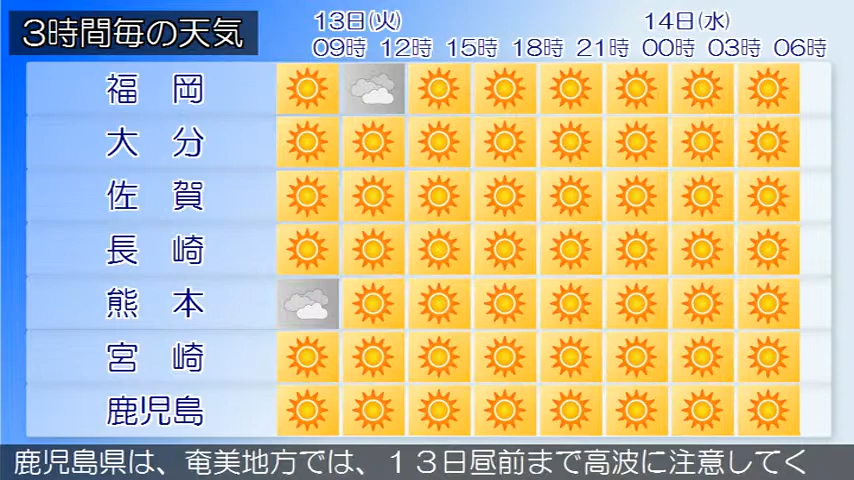 3時間毎の天気
13日(火) 14日(水)
09時 12時 15時 18時 21時 00時 03時 06時
福岡
大分
佐賀
長崎
熊本
宮崎
鹿児島
鹿児島県は、奄美地方では、１３日昼前まで高波に注意してく